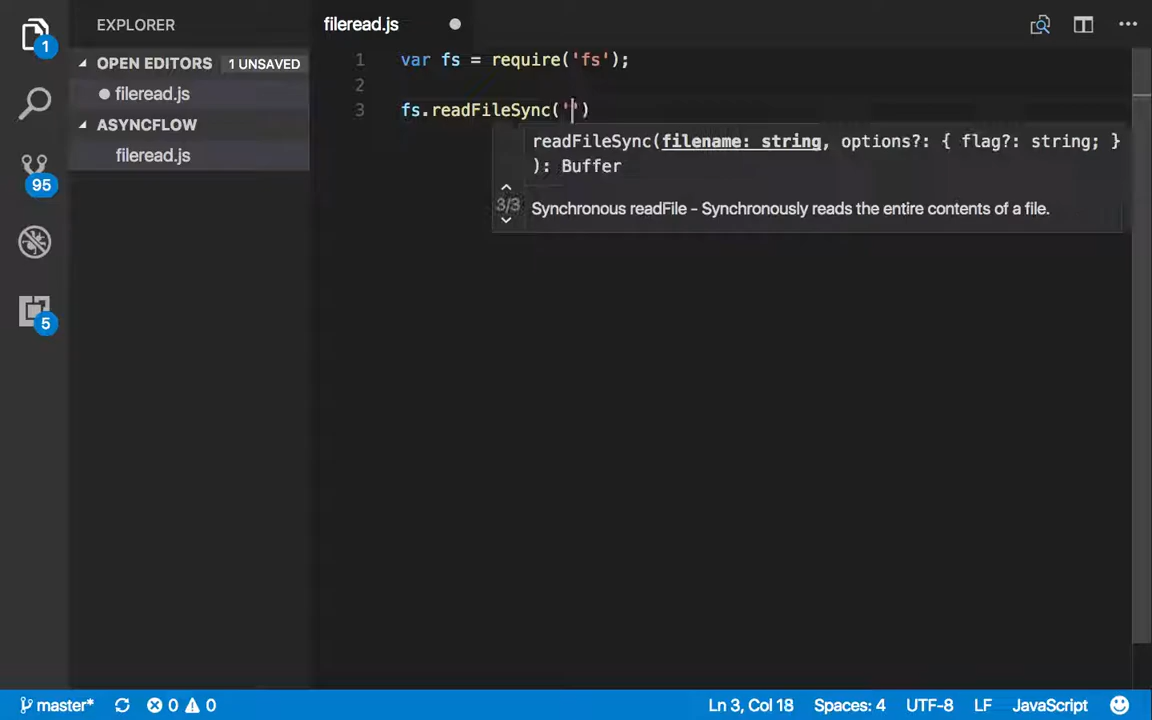 EXPLORER
fileread.js
1
OPEN EDITORS 1 UNSAVED
fileread.js
ASYNCFLOW
fileread.js
95
5
1 var fs = require('fs');
2
3 fs.readFileSync('')
readFileSync(filename: string, options?: { flag?: string; }
): Buffer
3/3
Synchronous readFile - Synchronously reads the entire contents of a file.
master* 0 0 Ln 3, Col 18 Spaces: 4 UTF-8 LF JavaScript